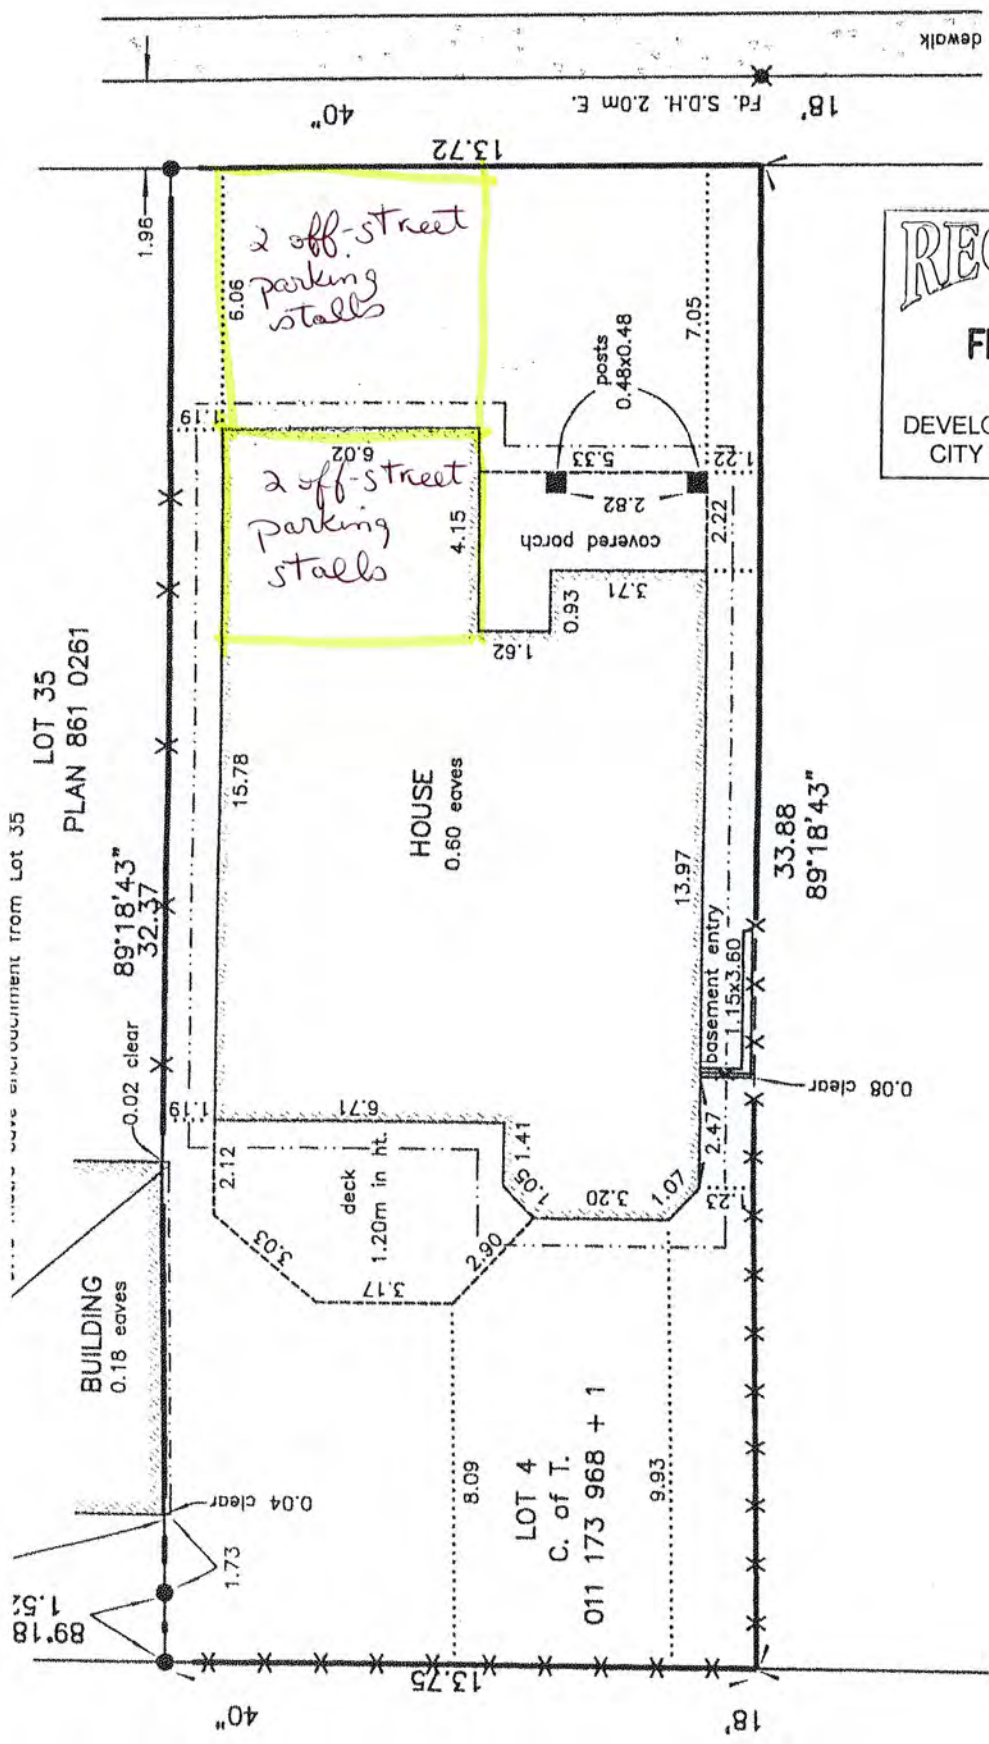 dewalk
Fd. S.D.H. 2.0m E.
40"
18'
13.72
1.96
2 off-street
parking
stalls
6.06
7.05
posts
0.48x0.48
REC
DEVELO
CITY
1.19
6.02
5.33
1.22
2 off-street
parking
stalls
4.15
2.82
covered porch
2.22
0.93
3.71
1.62
LOT 35
PLAN 861 0261
15.78
HOUSE
0.60 eaves
89°18'43"
32.37
13.97
33.88
89°18'43"
basement entry
1.15x3.60
0.02 clear
0.08 clear
1.19
6.71
2.12
1.41
2.47
deck
1.20m in ht.
1.05
3.20
1.07
3.03
2.90
3.17
BUILDING
0.18 eaves
0.04 clear
8.09
9.93
LOT 4
C. of T.
011 173 968 + 1
1.73
89°18
13.75
40"
18'